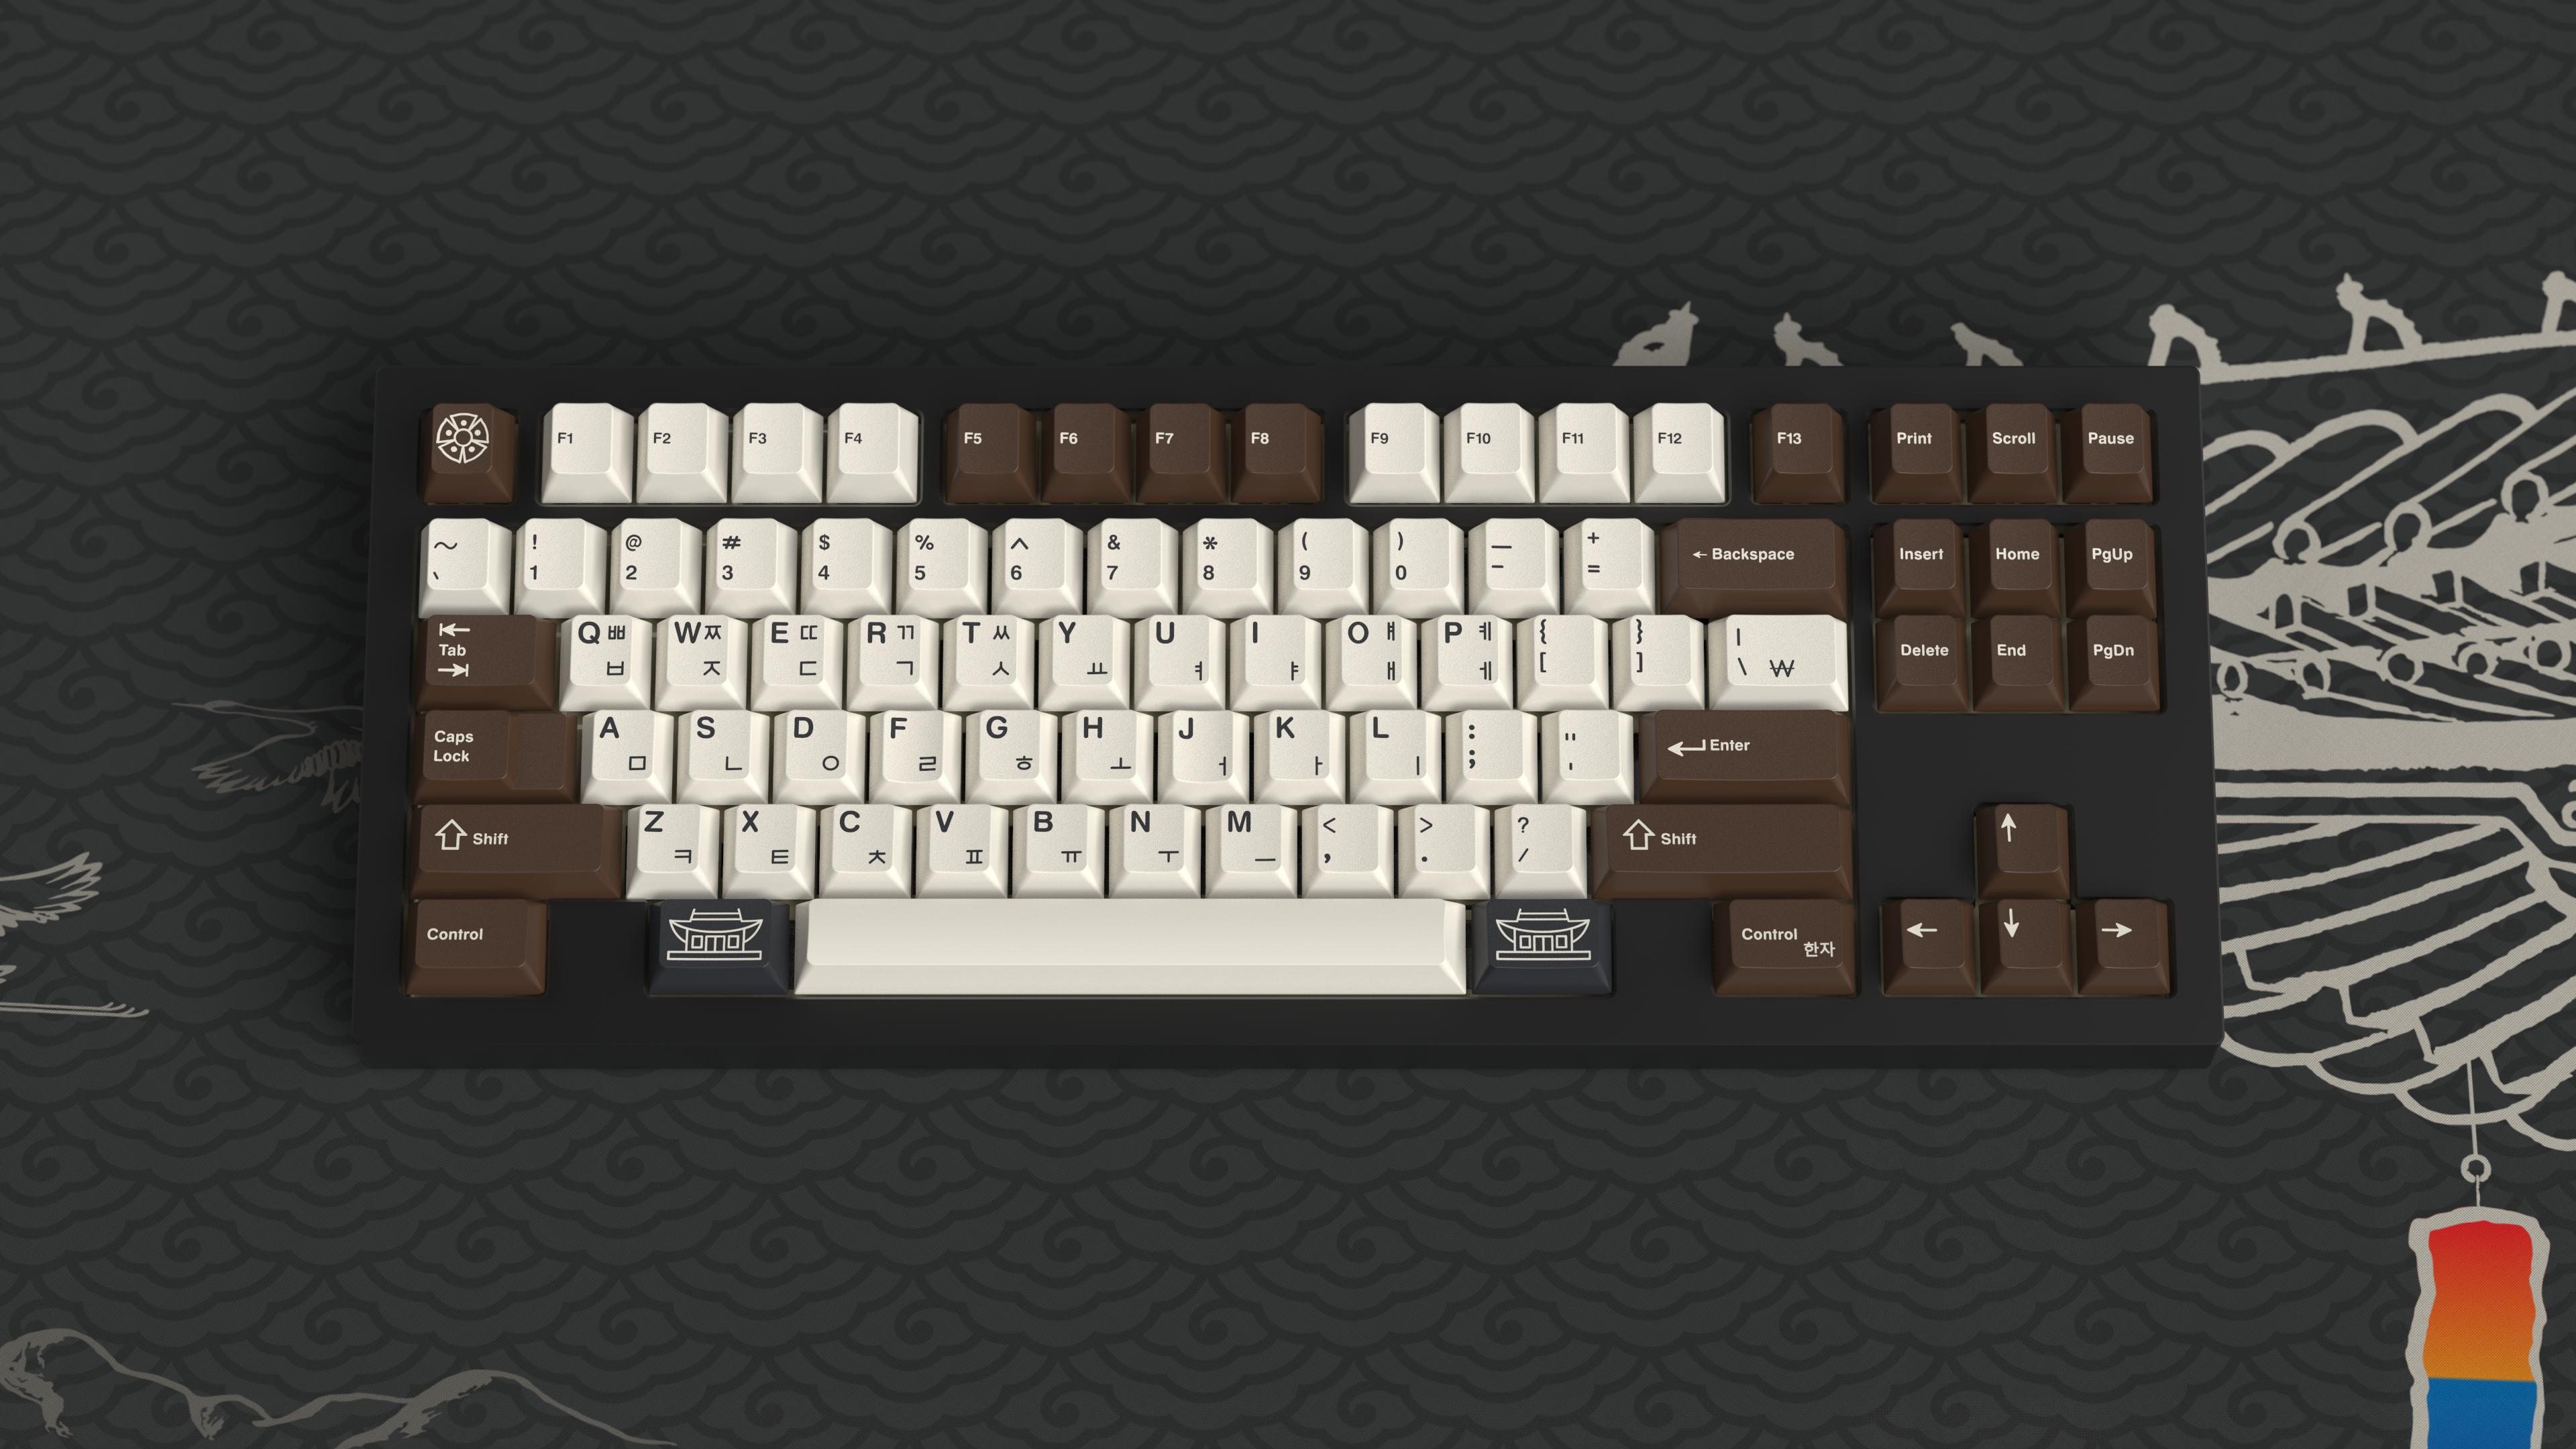 F1 F2 F3 F4 F5 F6 F7 F8 F9 F10 F11 F12 F13 Print Scroll Pause
~ ! @ # $ % ^ & * ( ) _ +
` 1 2 3 4 5 6 7 8 9 0 - = ← Backspace Insert Home PgUp
Q ㅃ W ㅉ E ㄸ R ㄲ T ㅆ Y U I O ㅒ P ㅖ { } |
Tab ㅂ ㅈ ㄷ ㄱ ㅅ ㅛ ㅕ ㅑ ㅐ ㅔ [ ] \ ₩ Delete End PgDn
A S D F G H J K L : "
Caps Lock ㅁ ㄴ ㅇ ㄹ ㅎ ㅗ ㅓ ㅏ ㅣ ; ' Enter
Z X C V B N M < > ?
Shift ㅋ ㅌ ㅊ ㅍ ㅠ ㅜ ㅡ , . / Shift ↑
Control Control 한자 ← ↓ →